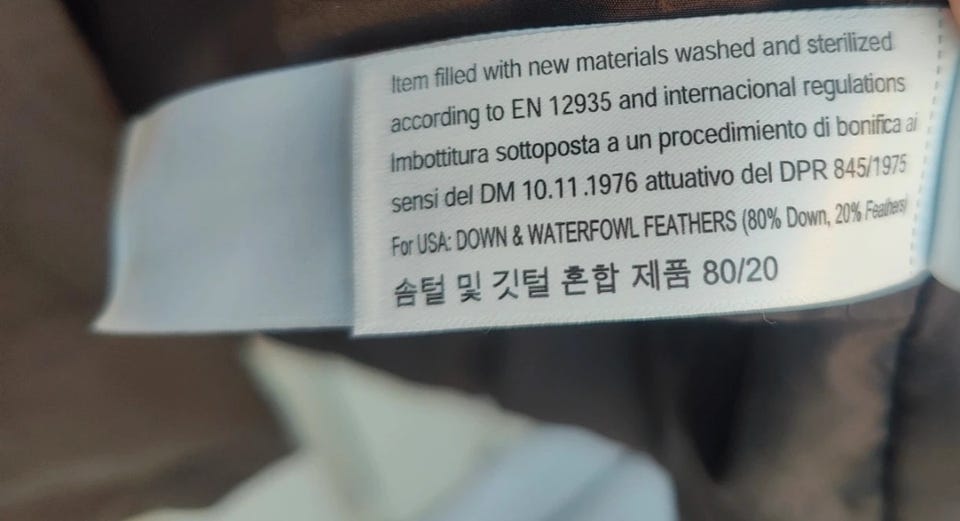 Item filled with new materials washed and sterilized
according to EN 12935 and internacional regulations
Imbottitura sottoposta a un procedimiento di bonifica ai
sensi del DM 10.11.1976 attuativo del DPR 845/1975
For USA: DOWN & WATERFOWL FEATHERS (80% Down, 20% Feathers)
솜털 및 깃털 혼합 제품 80/20